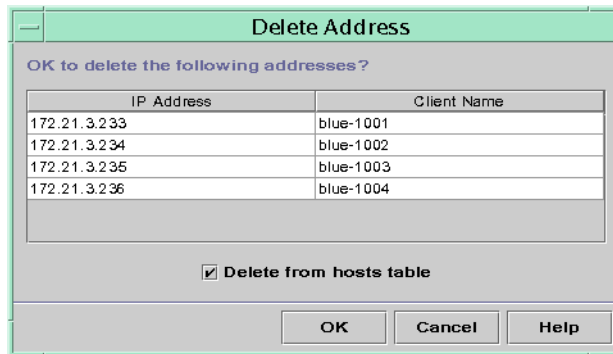 Delete Address
OK to delete the following addresses?
IP Address Client Name
172.21.3.233 blue-1001
172.21.3.234 blue-1002
172.21.3.235 blue-1003
172.21.3.236 blue-1004
Delete from hosts table
OK Cancel Help